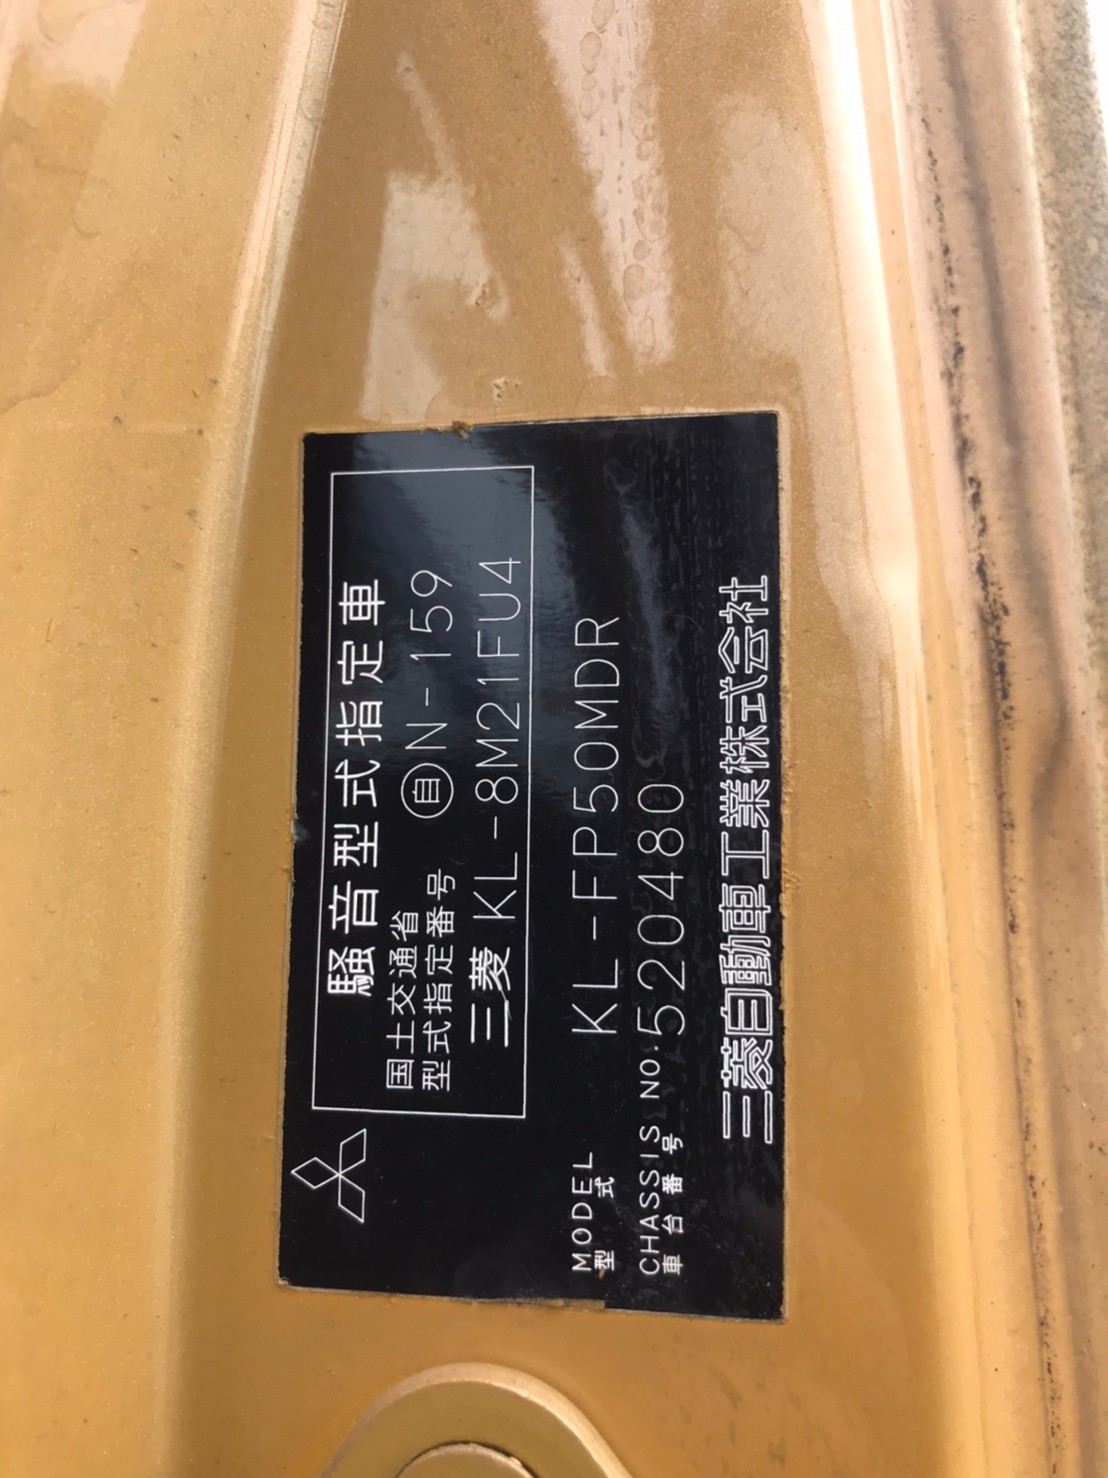 騒音型式指定車
国土交通省
型式指定番号 自N-159
三菱 KL-8M21FU4
MODEL
型式 KL-FP50MDR
CHASSIS NO.
車台番号 520480
三菱自動車工業株式会社